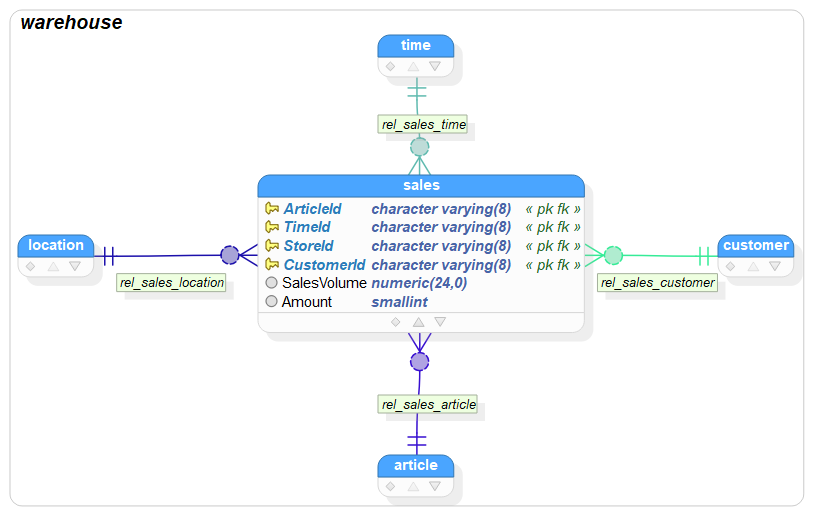 warehouse
time
rel_sales_time
sales
ArticleId character varying(8) « pk fk »
TimeId character varying(8) « pk fk »
StoreId character varying(8) « pk fk »
CustomerId character varying(8) « pk fk »
SalesVolume numeric(24,0)
Amount smallint
location
rel_sales_location
customer
rel_sales_customer
rel_sales_article
article